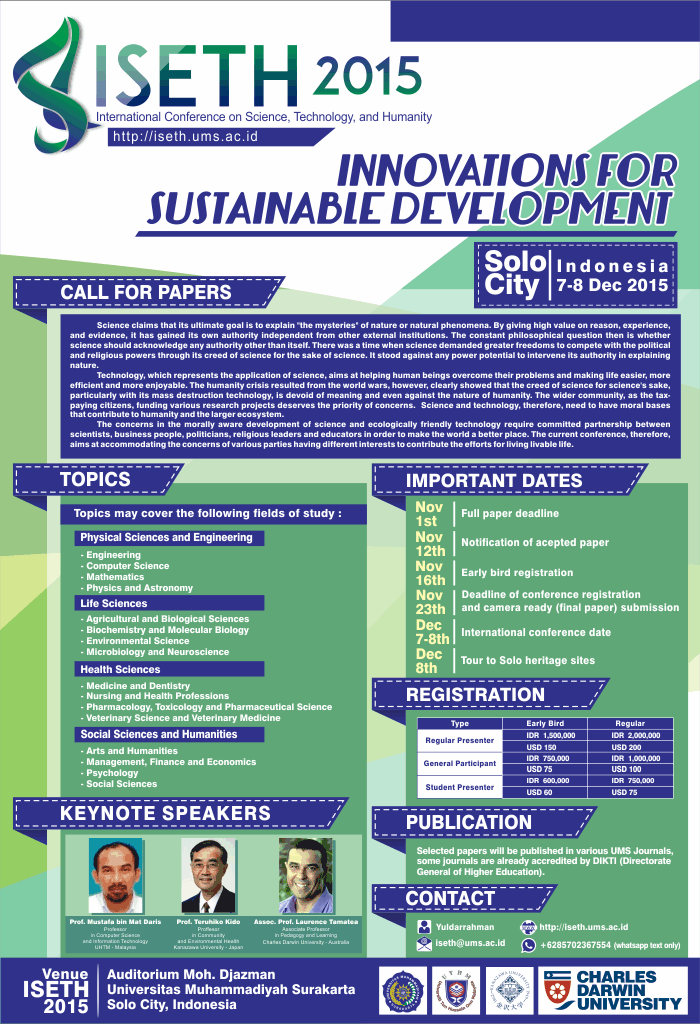 ISETH 2015
International Conference on Science, Technology, and Humanity
http://iseth.ums.ac.id
INNOVATIONS FOR
SUSTAINABLE DEVELOPMENT
Solo City
Indonesia
7-8 Dec 2015
CALL FOR PAPERS
Science claims that its ultimate goal is to explain "the mysteries" of nature or natural phenomena. By giving high value on reason, experience,
and evidence, it has gained its own authority independent from other external institutions. The constant philosophical question then is whether
science should acknowledge any authority other than itself. There was a time when science demanded greater freedoms to compete with the political
and religious powers through its creed of science for the sake of science. It stood against any power potential to intervene its authority in explaining
nature.
Technology, which represents the application of science, aims at helping human beings overcome their problems and making life easier, more
efficient and more enjoyable. The humanity crisis resulted from the world wars, however, clearly showed that the creed of science for science's sake,
particularly with its mass destruction technology, is devoid of meaning and even against the nature of humanity. The wider community, as the tax-
paying citizens, funding various research projects deserves the priority of concerns. Science and technology, therefore, need to have moral bases
that contribute to humanity and the larger ecosystem.
The concerns in the morally aware development of science and ecologically friendly technology require committed partnership between
scientists, business people, politicians, religious leaders and educators in order to make the world a better place. The current conference, therefore,
aims at accommodating the concerns of various parties having different interests to contribute the efforts for living livable life.
TOPICS
Topics may cover the following fields of study :
Physical Sciences and Engineering
- Engineering
- Computer Science
- Mathematics
- Physics and Astronomy
Life Sciences
- Agricultural and Biological Sciences
- Biochemistry and Molecular Biology
- Environmental Science
- Microbiology and Neuroscience
Health Sciences
- Medicine and Dentistry
- Nursing and Health Professions
- Pharmacology, Toxicology and Pharmaceutical Science
- Veterinary Science and Veterinary Medicine
Social Sciences and Humanities
- Arts and Humanities
- Management, Finance and Economics
- Psychology
- Social Sciences
KEYNOTE SPEAKERS
Prof. Mustafa bin Mat Daris
Professor
in Computer Science
and Information Technology
UNTM - Malaysia
Prof. Teruhiko Kido
Proffesor
in Community
and Environmental Health
Kanazawa University - Japan
Assoc. Prof. Laurence Tamatea
Associate Professor
in Pedagogy and Learning
Charles Darwin University - Australia
IMPORTANT DATES
Nov 1st Full paper deadline
Nov 12th Notification of acepted paper
Nov 16th Early bird registration
Nov 23th Deadline of conference registration
and camera ready (final paper) submission
Dec 7-8th International conference date
Dec 8th Tour to Solo heritage sites
REGISTRATION
Type Early Bird Regular
Regular Presenter IDR 1,500,000 IDR 2,000,000
USD 150 USD 200
General Participant IDR 750,000 IDR 1,000,000
USD 75 USD 100
Student Presenter IDR 600,000 IDR 750,000
USD 60 USD 75
PUBLICATION
Selected papers will be published in various UMS Journals,
some journals are already accredited by DIKTI (Directorate
General of Higher Education).
CONTACT
Yuldarrahman
http://iseth.ums.ac.id
iseth@ums.ac.id
+6285702367554 (whatsapp text only)
Venue
ISETH
2015
Auditorium Moh. Djazman
Universitas Muhammadiyah Surakarta
Solo City, Indonesia
UTHM
CHARLES
DARWIN
UNIVERSITY